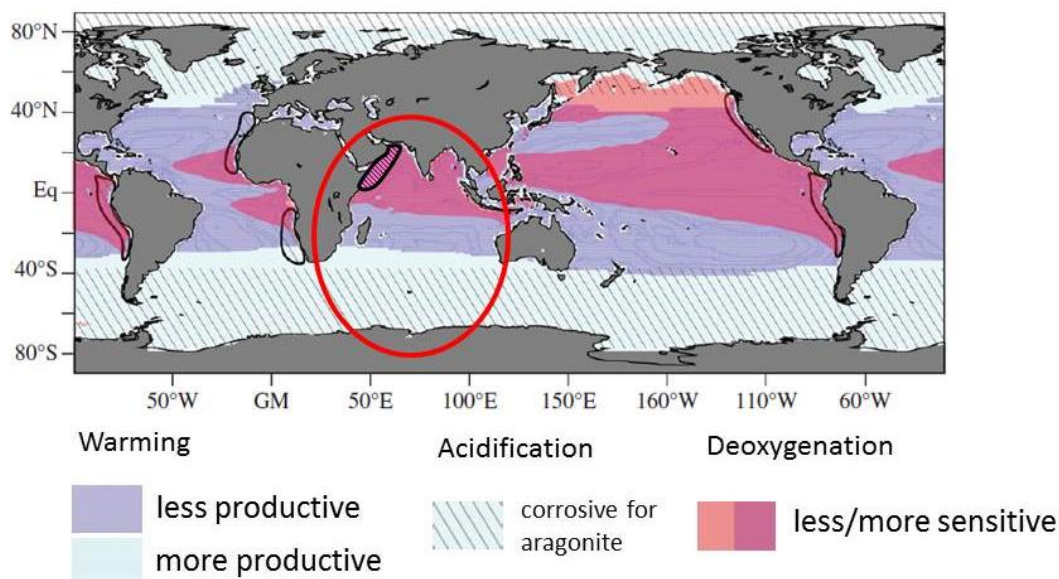 80°N
40°N
Eq
40°S
80°S
50°W GM 50°E 100°E 150°E 160°W 110°W 60°W
Warming Acidification Deoxygenation
less productive
more productive
corrosive for
aragonite
less/more sensitive